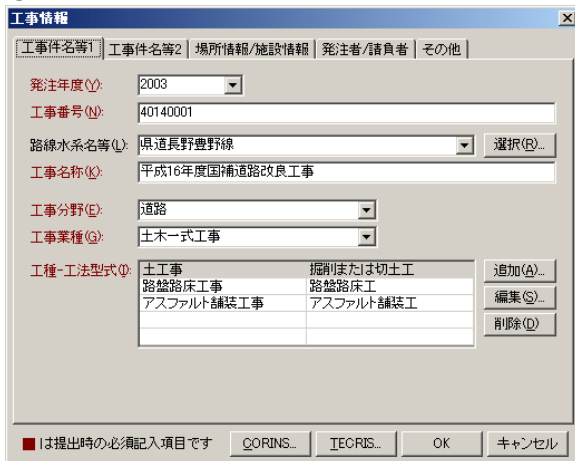 工事情報
工事件名等1 工事件名等2 場所情報/施設情報 発注者/請負者 その他
発注年度(Y): 2003
工事番号(N): 40140001
路線水系名等(L): 県道長野豊野線 選択(R)...
工事名称(K): 平成16年度国補道路改良工事
工事分野(E): 道路
工事業種(G): 土木一式工事
工種-工法型式(I): 土工事 掘削または切土工 追加(A)...
路盤路床工事 路盤路床工 編集(S)...
アスファルト舗装工事 アスファルト舗装工
削除(D)
は提出時の必須記入項目です CORINS... TECRIS... OK キャンセル